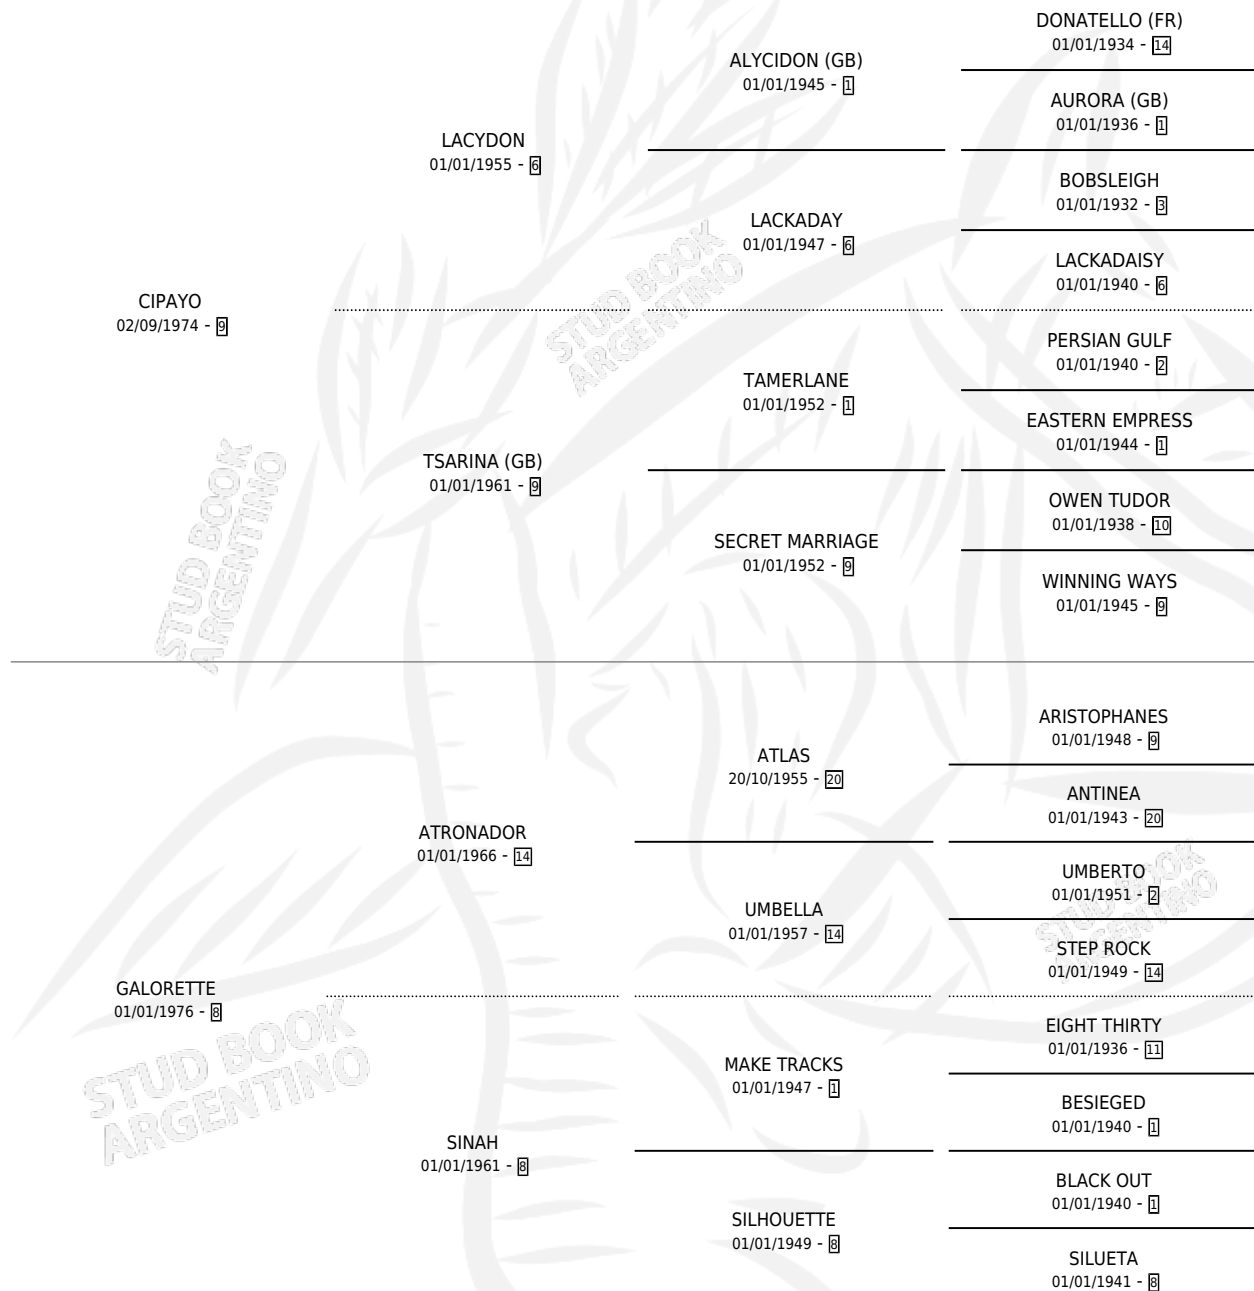 DONATELLO (FR)
01/01/1934 - 14
ALYCIDON (GB)
01/01/1945 - 1
AURORA (GB)
01/01/1936 - 1
LACYDON
01/01/1955 - 6
BOBSLEIGH
01/01/1932 - 3
LACKADAY
01/01/1947 - 6
LACKADAISY
01/01/1940 - 6
CIPAYO
02/09/1974 - 9
PERSIAN GULF
01/01/1940 - 2
TAMERLANE
01/01/1952 - 1
EASTERN EMPRESS
01/01/1944 - 1
TSARINA (GB)
01/01/1961 - 9
OWEN TUDOR
01/01/1938 - 10
SECRET MARRIAGE
01/01/1952 - 9
WINNING WAYS
01/01/1945 - 9
ARISTOPHANES
01/01/1948 - 9
ATLAS
20/10/1955 - 20
ANTINEA
01/01/1943 - 20
ATRONADOR
01/01/1966 - 14
UMBERTO
01/01/1951 - 2
UMBELLA
01/01/1957 - 14
STEP ROCK
01/01/1949 - 14
GALORETTE
01/01/1976 - 8
EIGHT THIRTY
01/01/1936 - 11
MAKE TRACKS
01/01/1947 - 1
BESIEGED
01/01/1940 - 1
SINAH
01/01/1961 - 8
BLACK OUT
01/01/1940 - 1
SILHOUETTE
01/01/1949 - 8
SILUETA
01/01/1941 - 8
STUD BOOK
ARGENTINO
STUD BOOK
ARGENTINO
STUD BOOK
ARGENTINO
STUD BOOK
ARGENTINO